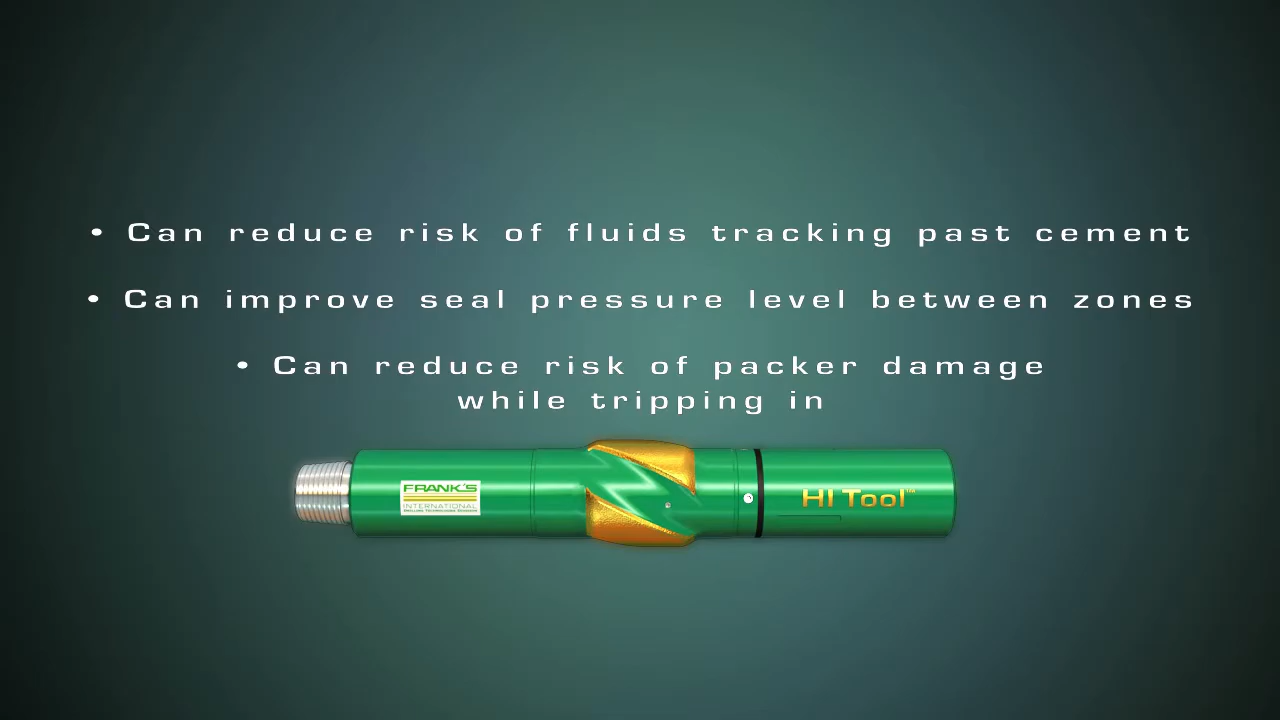 • Can reduce risk of fluids tracking past cement
• Can improve seal pressure level between zones
• Can reduce risk of packer damage
while tripping in
FRANK'S
INTERNATIONAL
HI Tool™